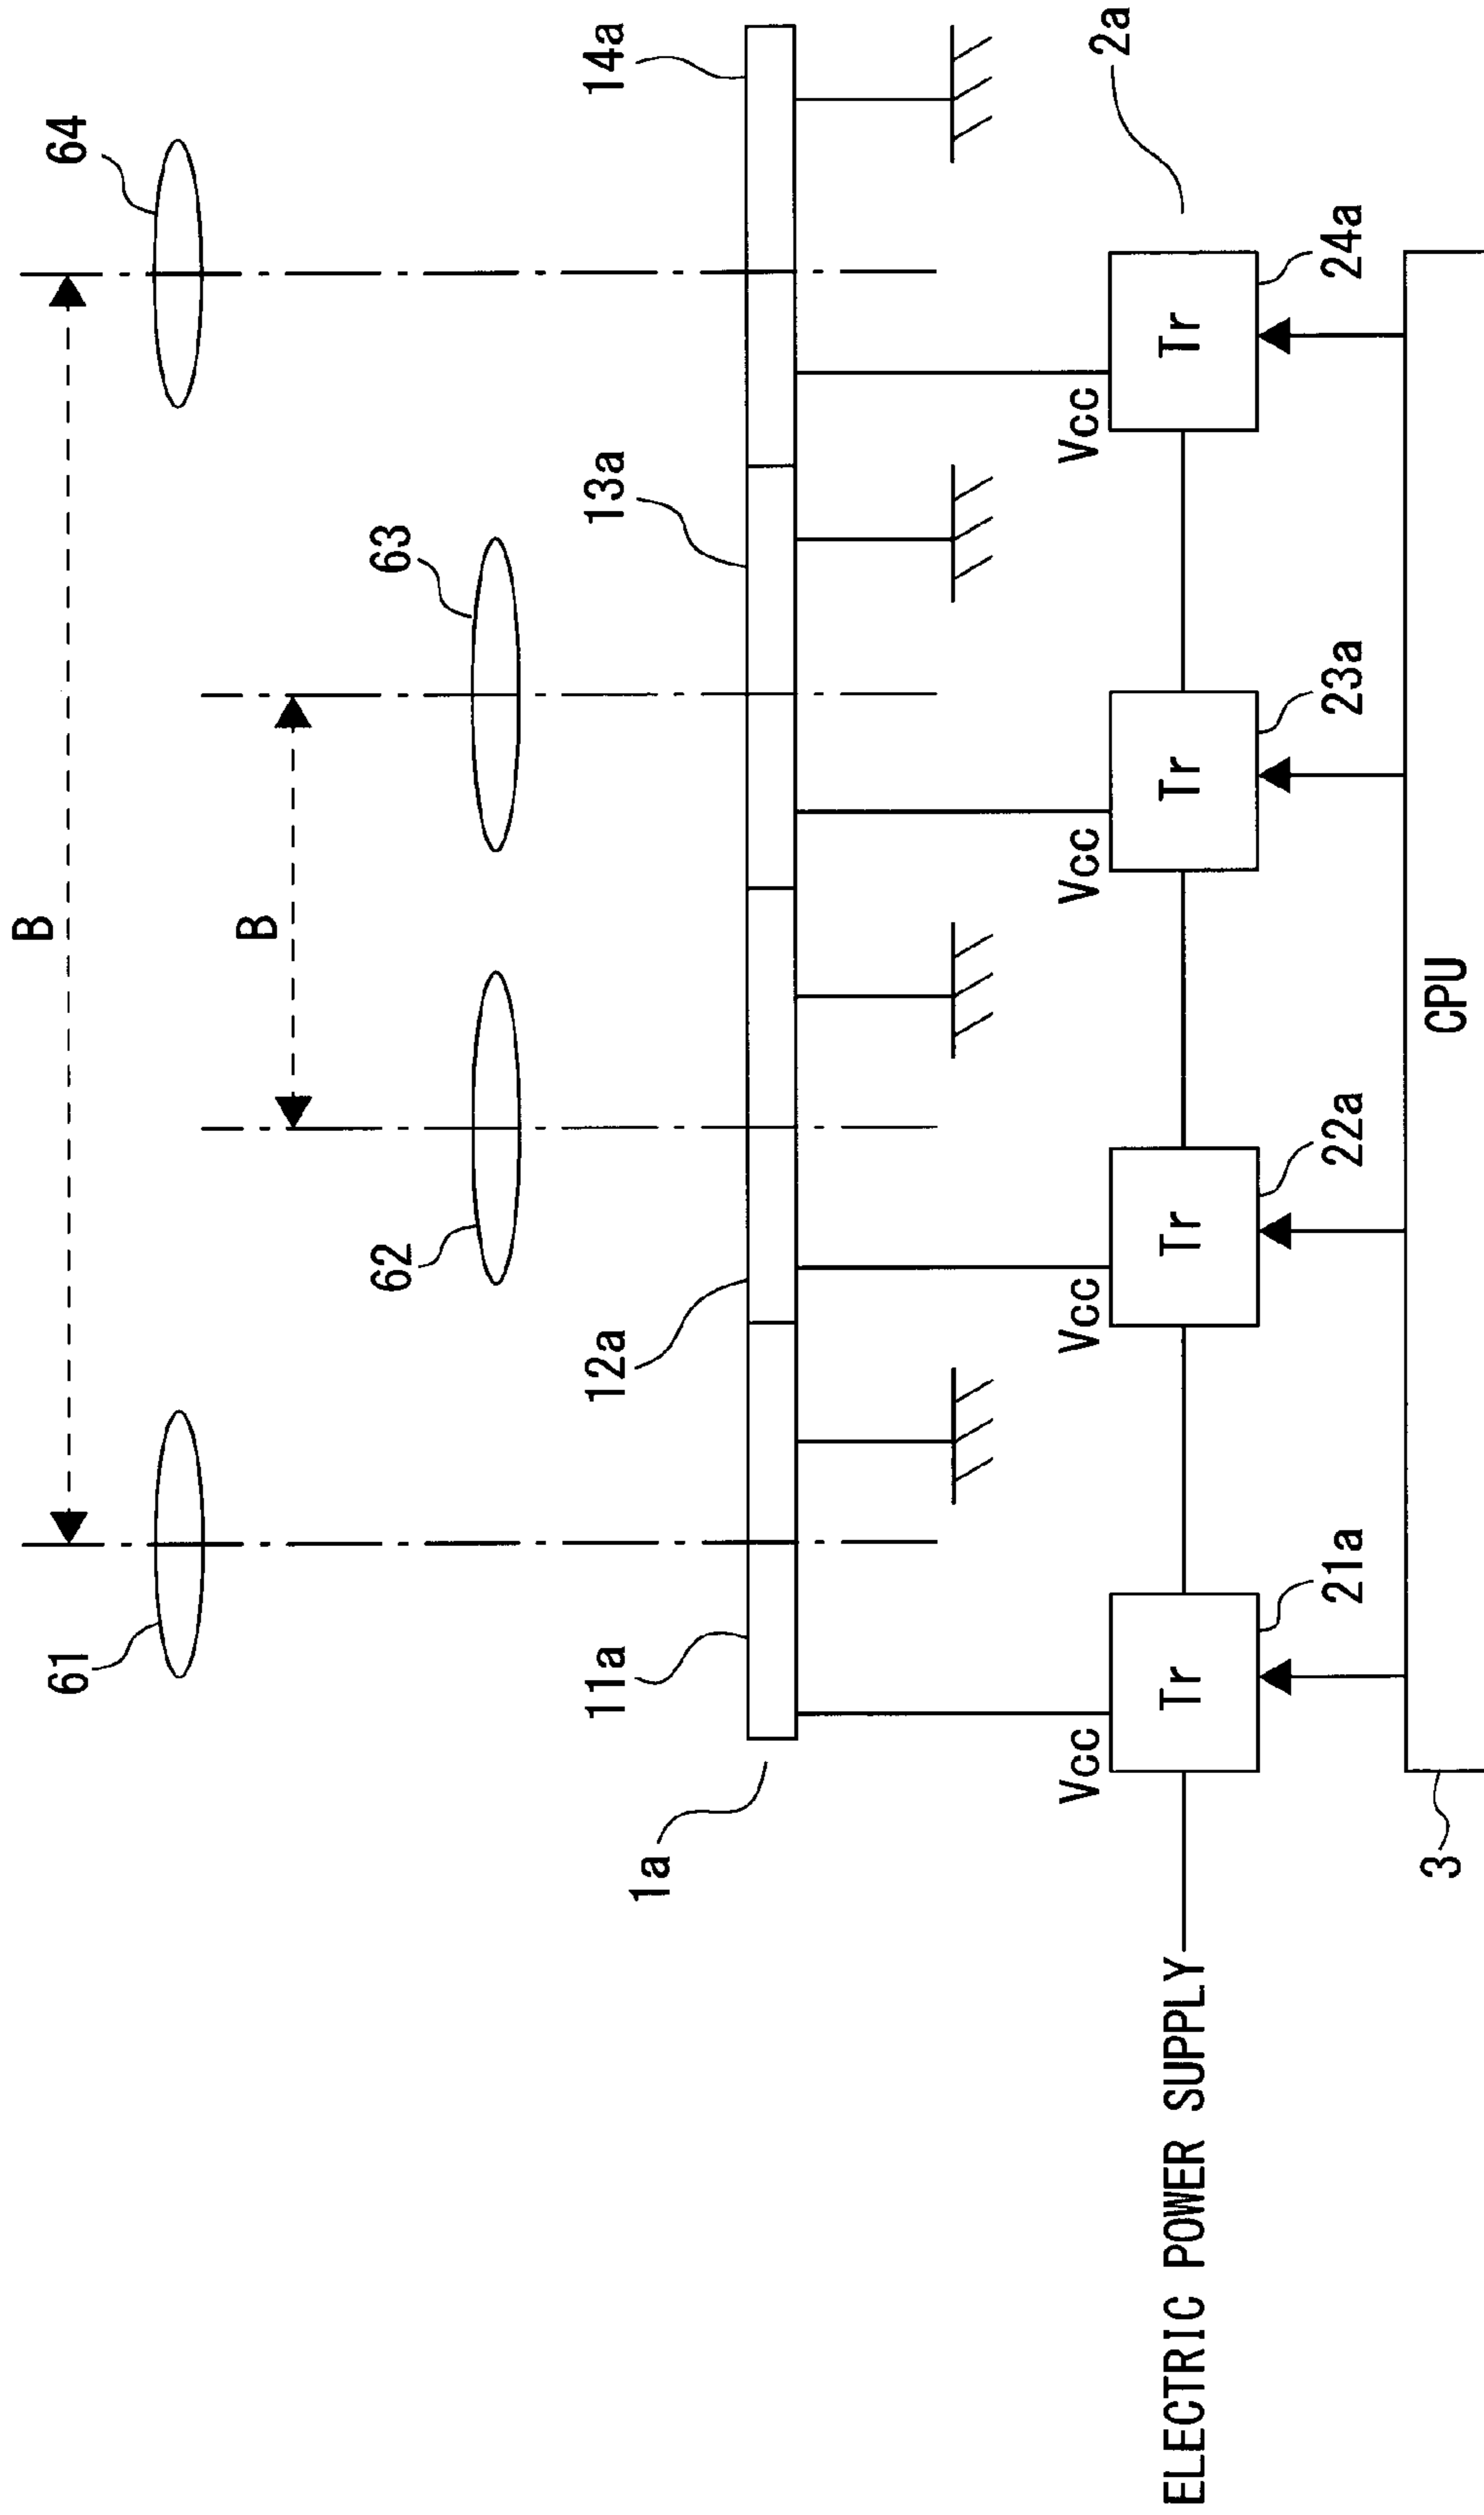 B
61
64
B
62
63
11a
12a
13a
14a
1a
Vcc
Vcc
Vcc
Vcc
2a
ELECTRIC POWER SUPPLY
Tr
Tr
Tr
Tr
21a
22a
23a
24a
3
CPU